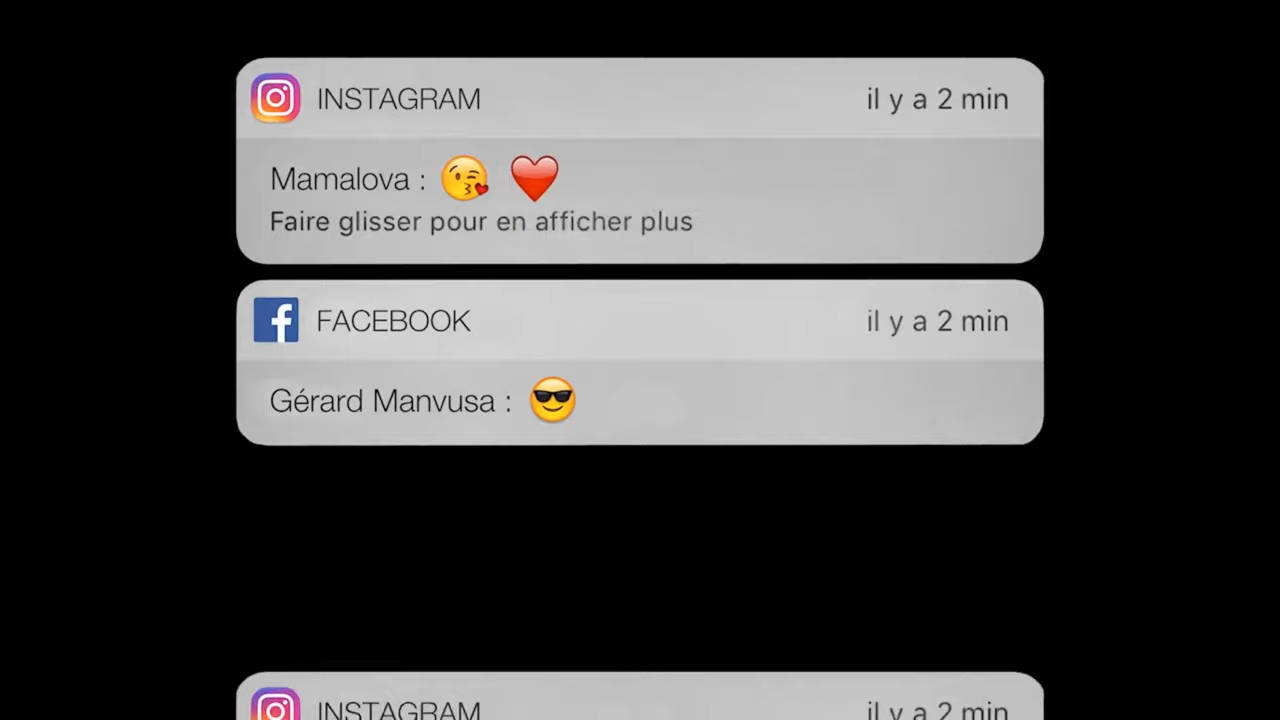 INSTAGRAM il y a 2 min
Mamalova : 😘 ❤️
Faire glisser pour en afficher plus
FACEBOOK il y a 2 min
Gérard Manvusa : 😎
INSTAGRAM il y a 2 min